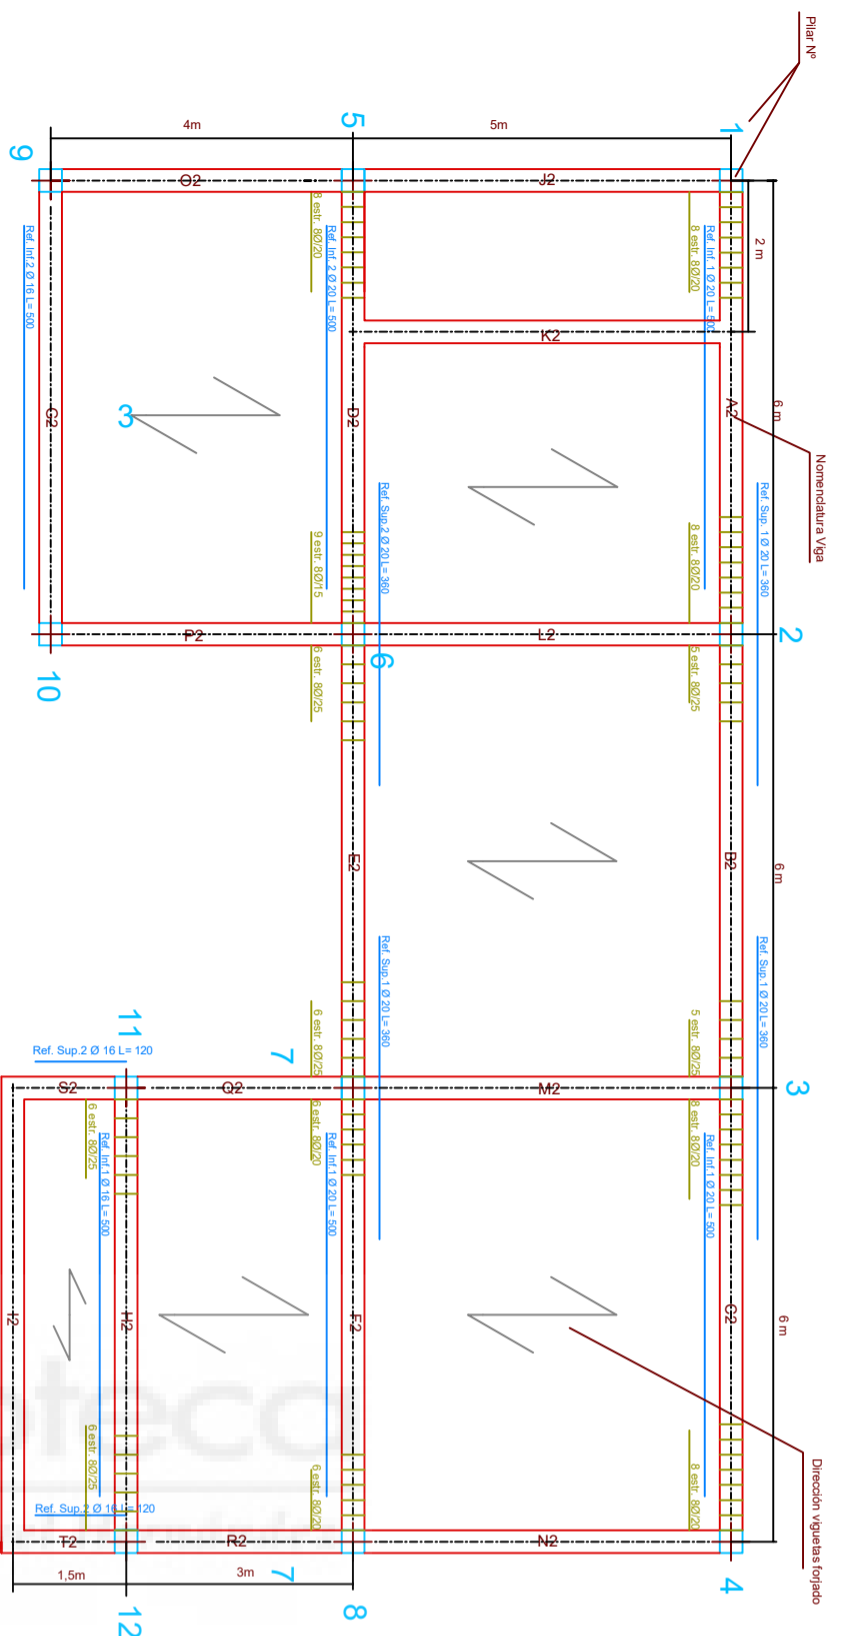 Pilar Nº
4m
5m
1
5
9
O2
J2
2 m
8 estr. 8Ø/20
8 estr. 8Ø/20
Ref. Inf.2 Ø 16 L= 500
Ref. Inf. 2 Ø 20 L= 500
Ref. Inf. 1 Ø 20 L= 500
K2
6 m
A2
D2
G2
3
Nomenclatura Viga
Ref. Sup.2 Ø 20 L= 360
Ref. Sup. 1 Ø 20 L= 360
9 estr. 8Ø/15
8 estr. 8Ø/20
P2
L2
2
6
10
6 estr. 8Ø/25
5 estr. 8Ø/25
E2
B2
6 m
Ref. Sup.1 Ø 20 L= 360
Ref. Sup.1 Ø 20 L= 360
6 estr. 8Ø/25
5 estr. 8Ø/25
11
7
Ref. Sup.2 Ø 16 L= 120
S2
Q2
M2
3
6 estr. 8Ø/25
6 estr. 8Ø/20
8 estr. 8Ø/20
Ref. Inf.1 Ø 16 L= 500
Ref. Inf.1 Ø 20 L= 500
Ref. Inf.1 Ø 20 L= 500
I2
H2
F2
C2
6 m
oteca
6 estr. 8Ø/25
6 estr. 8Ø/20
8 estr. 8Ø/20
Dirección viguetas forjado
Ref. Sup.2 Ø 16 L= 120
T2
R2
N2
1,5m
3m
7
4
8
12